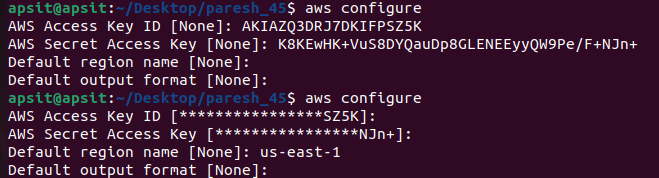 apsit@apsit:~/Desktop/paresh_45$ aws configure
AWS Access Key ID [None]: AKIAZQ3DRJ7DKIFPSZ5K
AWS Secret Access Key [None]: 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
Default region name [None]:
Default output format [None]:
apsit@apsit:~/Desktop/paresh_45$ aws configure
AWS Access Key ID [****************SZ5K]:
AWS Secret Access Key [****************NJn+]:
Default region name [None]: us-east-1
Default output format [None]: